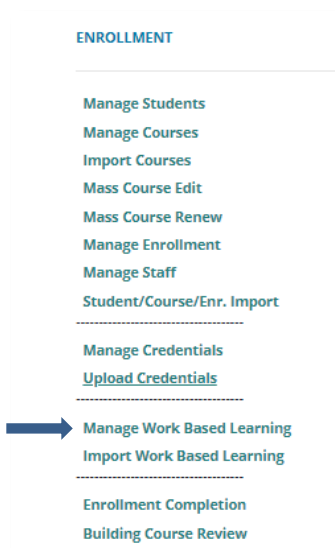 ENROLLMENT
Manage Students
Manage Courses
Import Courses
Mass Course Edit
Mass Course Renew
Manage Enrollment
Manage Staff
Student/Course/Enr. Import
-------------------------------------
Manage Credentials
Upload Credentials
-------------------------------------
Manage Work Based Learning
Import Work Based Learning
-------------------------------------
Enrollment Completion
Building Course Review